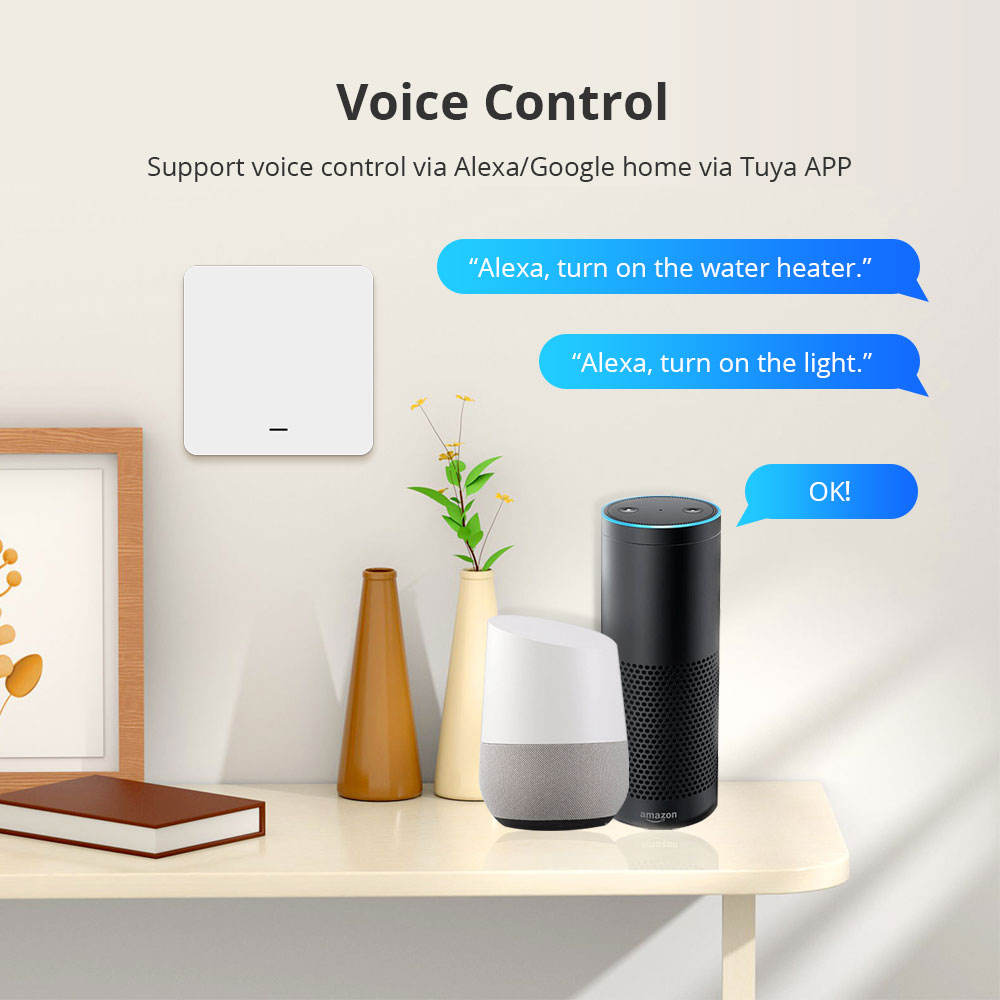 Voice Control
Support voice control via Alexa/Google home via Tuya APP
“Alexa, turn on the water heater.”
“Alexa, turn on the light.”
OK!
amazon